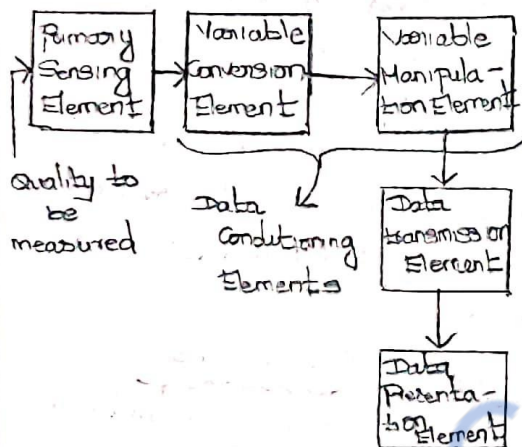 Primary
Sensing
Element
Variable
Conversion
Element
Variable
Manipula-
tion Element
Quality to
be
measured
Data
Conditioning
Elements
Data
transmission
Element
Data
Presenta-
tion Element